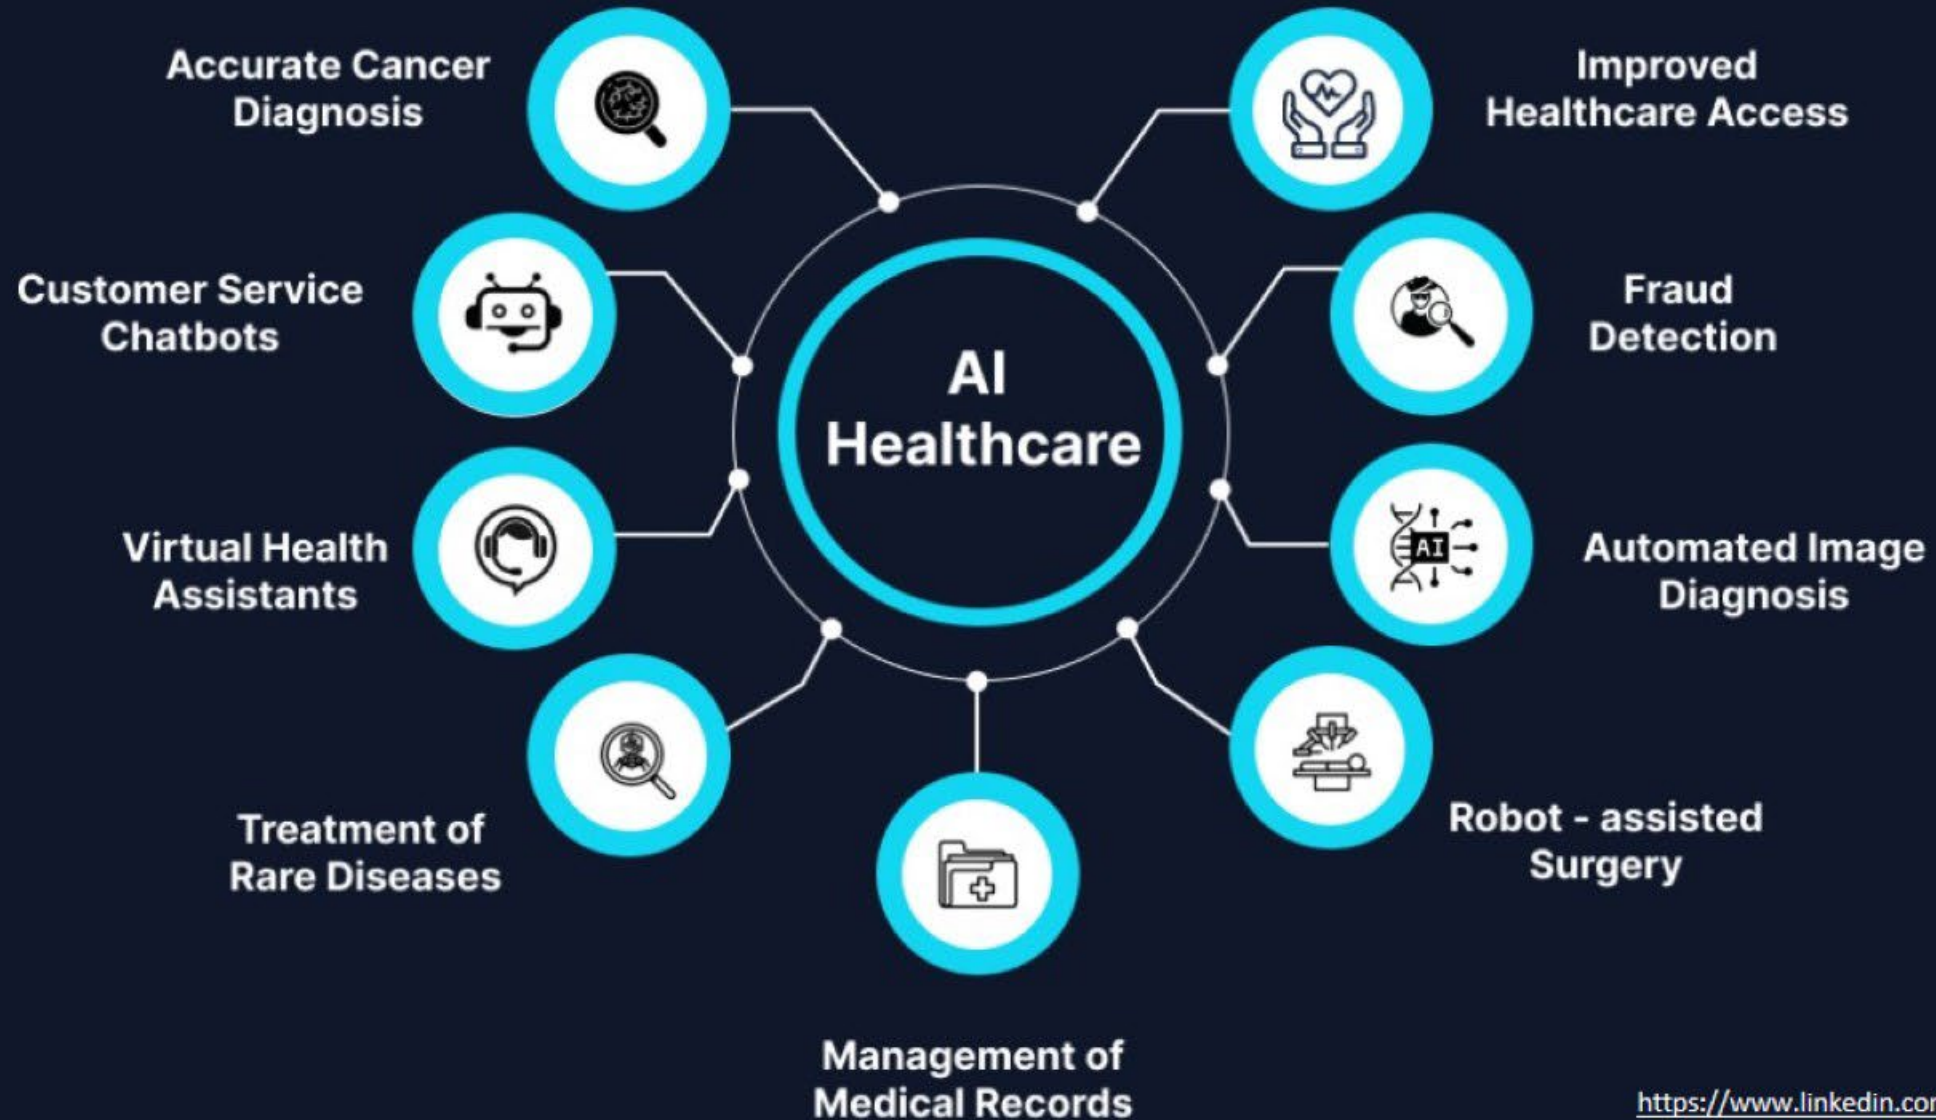 Accurate Cancer
Diagnosis
Improved
Healthcare Access
Customer Service
Chatbots
Fraud
Detection
AI
Healthcare
Virtual Health
Assistants
AI
Automated Image
Diagnosis
Treatment of
Rare Diseases
Robot - assisted
Surgery
Management of
Medical Records
https://www.linkedin.com